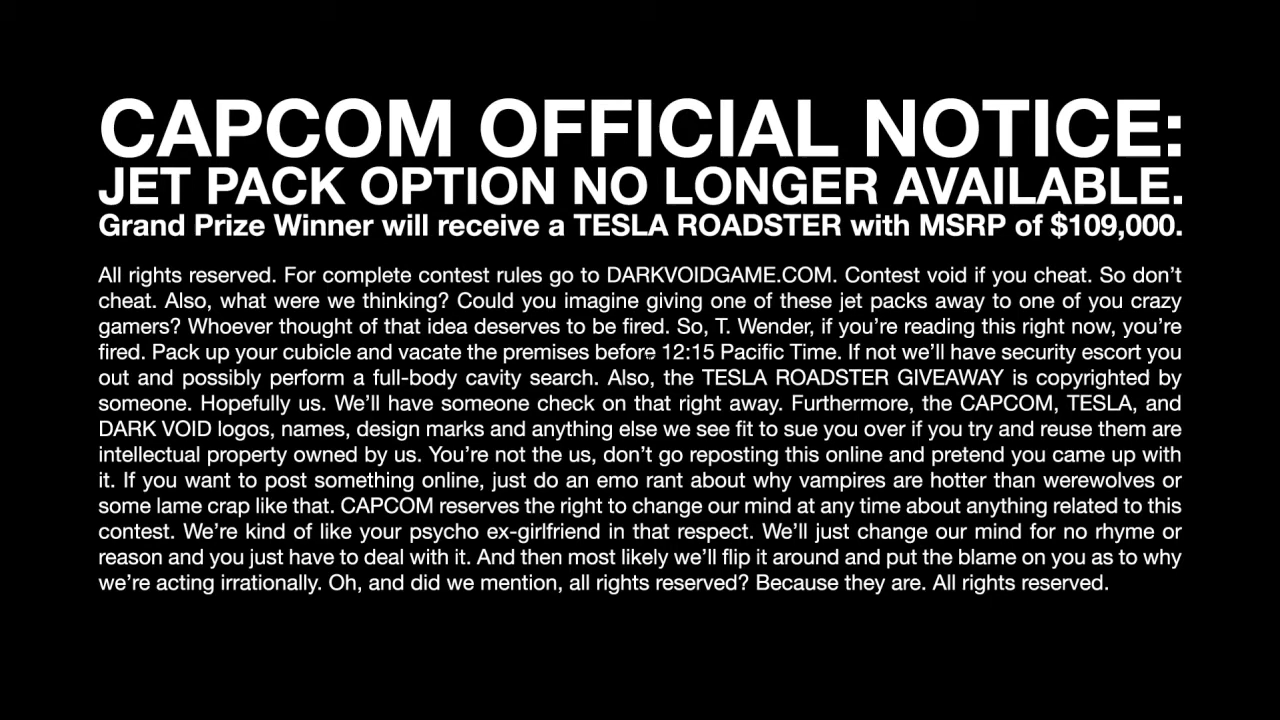 CAPCOM OFFICIAL NOTICE:
JET PACK OPTION NO LONGER AVAILABLE.
Grand Prize Winner will receive a TESLA ROADSTER with MSRP of $109,000.
All rights reserved. For complete contest rules go to DARKVOIDGAME.COM. Contest void if you cheat. So don't
cheat. Also, what were we thinking? Could you imagine giving one of these jet packs away to one of you crazy
gamers? Whoever thought of that idea deserves to be fired. So, T. Wender, if you're reading this right now, you're
fired. Pack up your cubicle and vacate the premises before 12:15 Pacific Time. If not we'll have security escort you
out and possibly perform a full-body cavity search. Also, the TESLA ROADSTER GIVEAWAY is copyrighted by
someone. Hopefully us. We'll have someone check on that right away. Furthermore, the CAPCOM, TESLA, and
DARK VOID logos, names, design marks and anything else we see fit to sue you over if you try and reuse them are
intellectual property owned by us. You're not the us, don't go reposting this online and pretend you came up with
it. If you want to post something online, just do an emo rant about why vampires are hotter than werewolves or
some lame crap like that. CAPCOM reserves the right to change our mind at any time about anything related to this
contest. We're kind of like your psycho ex-girlfriend in that respect. We'll just change our mind for no rhyme or
reason and you just have to deal with it. And then most likely we'll flip it around and put the blame on you as to why
we're acting irrationally. Oh, and did we mention, all rights reserved? Because they are. All rights reserved.